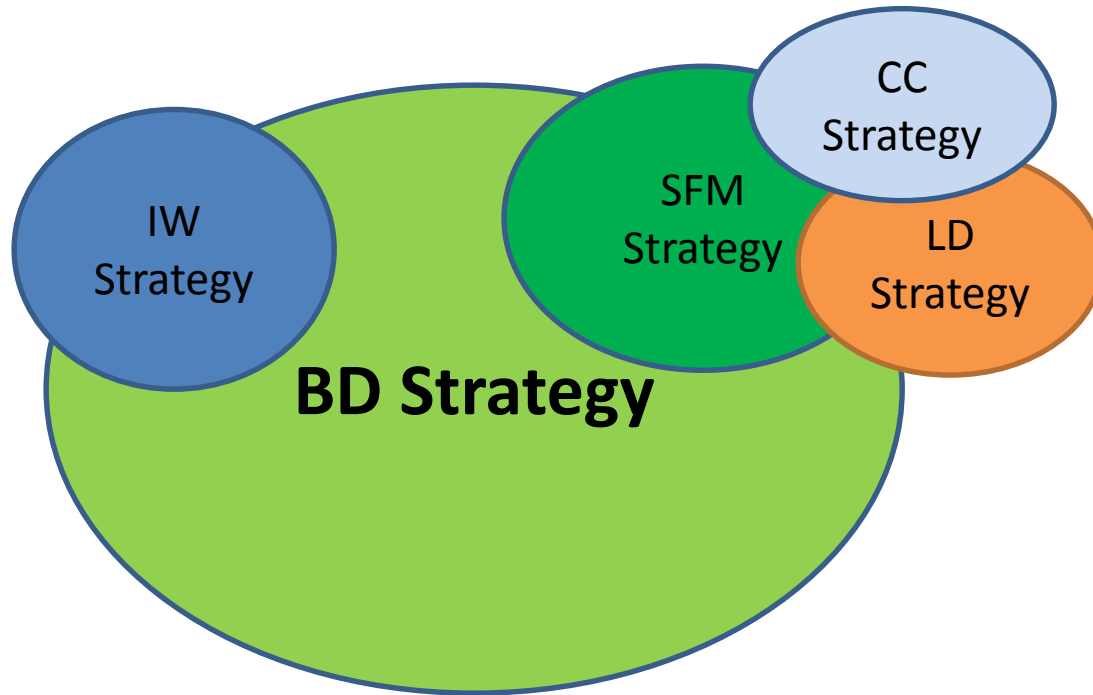 CC
Strategy
IW
Strategy
SFM
Strategy
LD
Strategy
BD Strategy